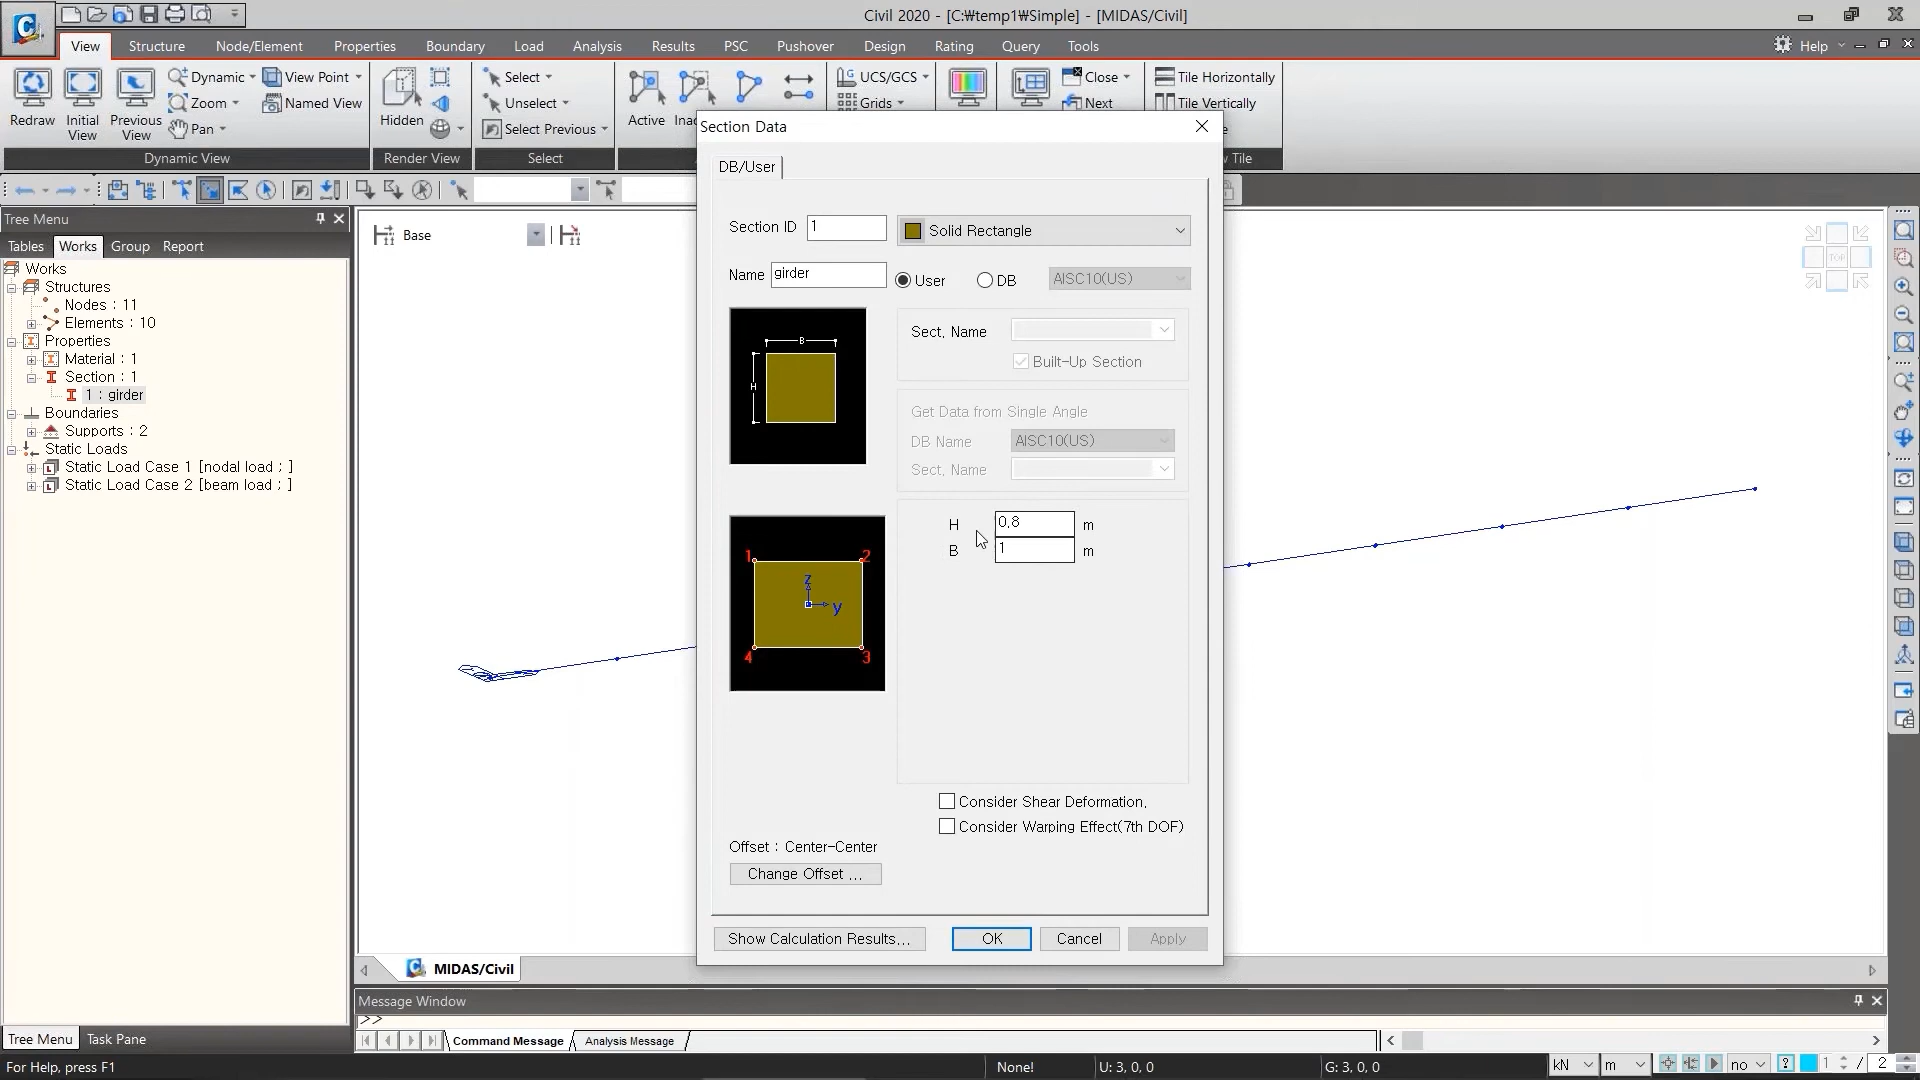 Civil 2020 - [C:₩temp1₩Simple] - [MIDAS/Civil]
View Structure Node/Element Properties Boundary Load Analysis Results PSC Pushover Design Rating Query Tools Help
Redraw
Initial View
Previous View
Dynamic
Zoom
Pan
View Point
Named View
Dynamic View
Hidden
Render View
Select
Unselect
Select Previous
Select
Active
UCS/GCS
Grids
Close
Next
Tile Horizontally
Tile Vertically
Tile
Tree Menu
Tables Works Group Report
Works
Structures
Nodes : 11
Elements : 10
Properties
Material : 1
Section : 1
1 : girder
Boundaries
Supports : 2
Static Loads
Static Load Case 1 [nodal load ; ]
Static Load Case 2 [beam load ; ]
Tree Menu Task Pane
Base
TOP
Section Data
DB/User
Section ID 1 Solid Rectangle
Name girder User DB AISC10(US)
B
H
Sect. Name
Built-Up Section
Get Data from Single Angle
DB Name AISC10(US)
Sect. Name
H 0.8 m
B 1 m
1 2
z
y
4 3
Consider Shear Deformation.
Consider Warping Effect(7th DOF)
Offset : Center-Center
Change Offset ...
Show Calculation Results... OK Cancel Apply
MIDAS/Civil
Message Window
>>
Command Message Analysis Message
For Help, press F1 None! U: 3, 0, 0 G: 3, 0, 0 kN m no ? 1 / 2